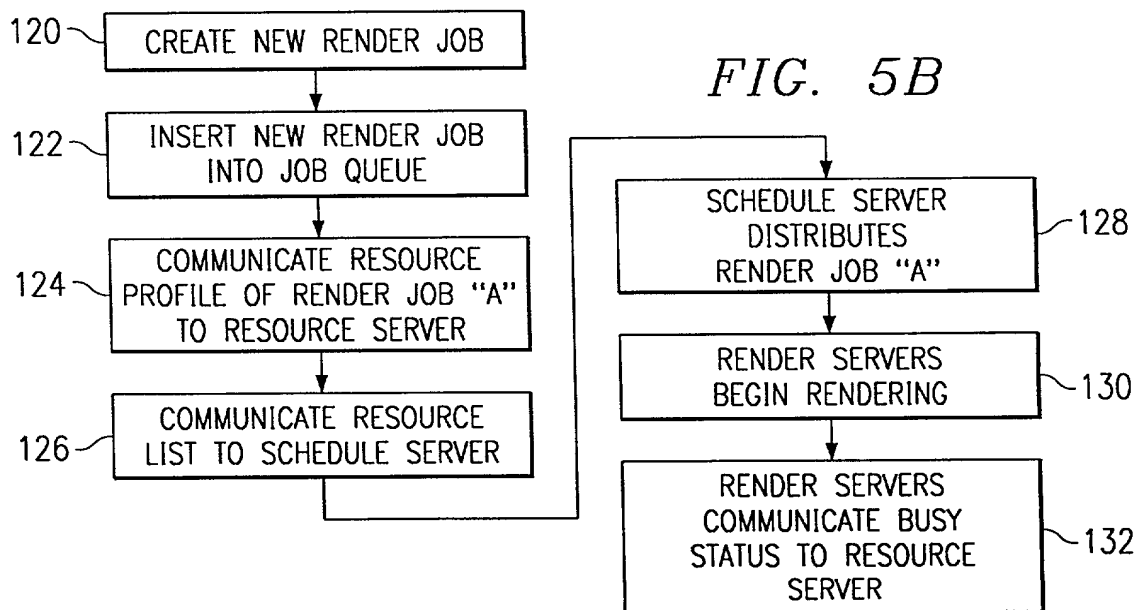 120
CREATE NEW RENDER JOB
122
INSERT NEW RENDER JOB
INTO JOB QUEUE
124
COMMUNICATE RESOURCE
PROFILE OF RENDER JOB "A"
TO RESOURCE SERVER
126
COMMUNICATE RESOURCE
LIST TO SCHEDULE SERVER
FIG. 5B
SCHEDULE SERVER
DISTRIBUTES
RENDER JOB "A"
128
RENDER SERVERS
BEGIN RENDERING
130
RENDER SERVERS
COMMUNICATE BUSY
STATUS TO RESOURCE
SERVER
132